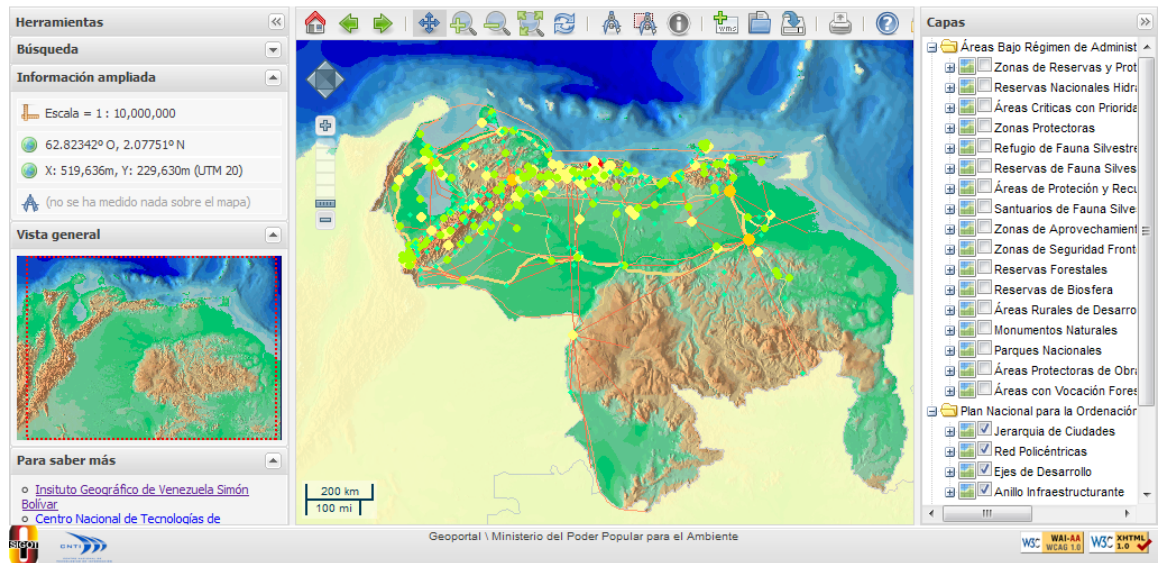 Herramientas
Búsqueda
Información ampliada
Escala = 1 : 10,000,000
62.82342º O, 2.07751º N
X: 519,636m, Y: 229,630m (UTM 20)
(no se ha medido nada sobre el mapa)
Vista general
Para saber más
Insituto Geográfico de Venezuela Simón
Bolívar
Centro Nacional de Tecnologías de
wms
200 km
100 mi
Capas
Áreas Bajo Régimen de Administ
Zonas de Reservas y Prot
Reservas Nacionales Hidr
Áreas Criticas con Priorida
Zonas Protectoras
Refugio de Fauna Silvestre
Reservas de Fauna Silves
Áreas de Proteción y Recu
Santuarios de Fauna Silve
Zonas de Aprovechamient
Zonas de Seguridad Front
Reservas Forestales
Reservas de Biosfera
Áreas Rurales de Desarro
Monumentos Naturales
Parques Nacionales
Áreas Protectoras de Obra
Áreas con Vocación Fores
Plan Nacional para la Ordenación
Jerarquia de Ciudades
Red Policéntricas
Ejes de Desarrollo
Anillo Infraestructurante
SIGOT
CNTI
Geoportal \ Ministerio del Poder Popular para el Ambiente
W3C WAI-AA WCAG 1.0
W3C XHTML 1.0